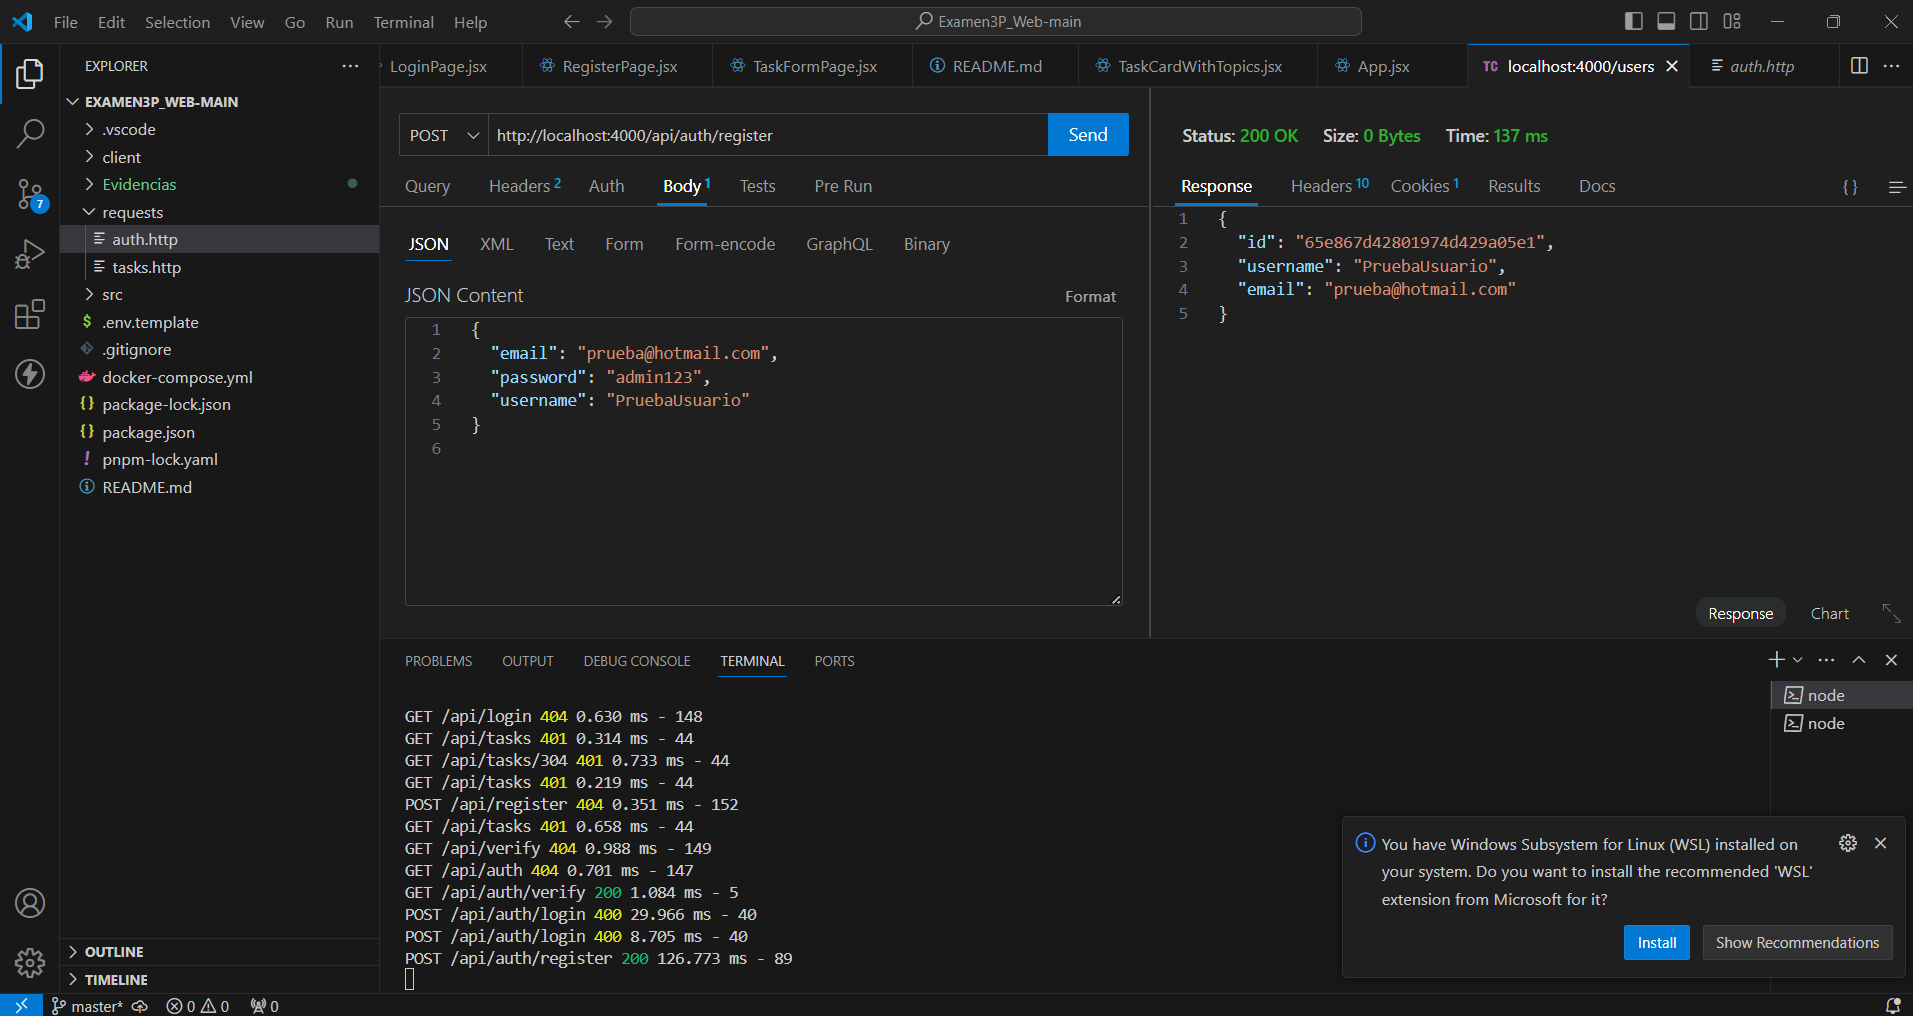 File Edit Selection View Go Run Terminal Help
Examen3P_Web-main
EXPLORER
EXAMEN3P_WEB-MAIN
.vscode
client
Evidencias
requests
auth.http
tasks.http
src
.env.template
.gitignore
docker-compose.yml
package-lock.json
package.json
pnpm-lock.yaml
README.md
OUTLINE
TIMELINE
7
LoginPage.jsx RegisterPage.jsx TaskFormPage.jsx README.md TaskCardWithTopics.jsx App.jsx TC localhost:4000/users auth.http
POST http://localhost:4000/api/auth/register Send
Query Headers 2 Auth Body 1 Tests Pre Run
JSON XML Text Form Form-encode GraphQL Binary
JSON Content Format
1 {
2 "email": "prueba@hotmail.com",
3 "password": "admin123",
4 "username": "PruebaUsuario"
5 }
6
Status: 200 OK Size: 0 Bytes Time: 137 ms
Response Headers 10 Cookies 1 Results Docs {}
1 {
2 "id": "65e867d42801974d429a05e1",
3 "username": "PruebaUsuario",
4 "email": "prueba@hotmail.com"
5 }
Response Chart
PROBLEMS OUTPUT DEBUG CONSOLE TERMINAL PORTS
GET /api/login 404 0.630 ms - 148
GET /api/tasks 401 0.314 ms - 44
GET /api/tasks/304 401 0.733 ms - 44
GET /api/tasks 401 0.219 ms - 44
POST /api/register 404 0.351 ms - 152
GET /api/tasks 401 0.658 ms - 44
GET /api/verify 404 0.988 ms - 149
GET /api/auth 404 0.701 ms - 147
GET /api/auth/verify 200 1.084 ms - 5
POST /api/auth/login 400 29.966 ms - 40
POST /api/auth/login 400 8.705 ms - 40
POST /api/auth/register 200 126.773 ms - 89
node
node
You have Windows Subsystem for Linux (WSL) installed on
your system. Do you want to install the recommended 'WSL'
extension from Microsoft for it?
Install Show Recommendations
master* 0 0 0